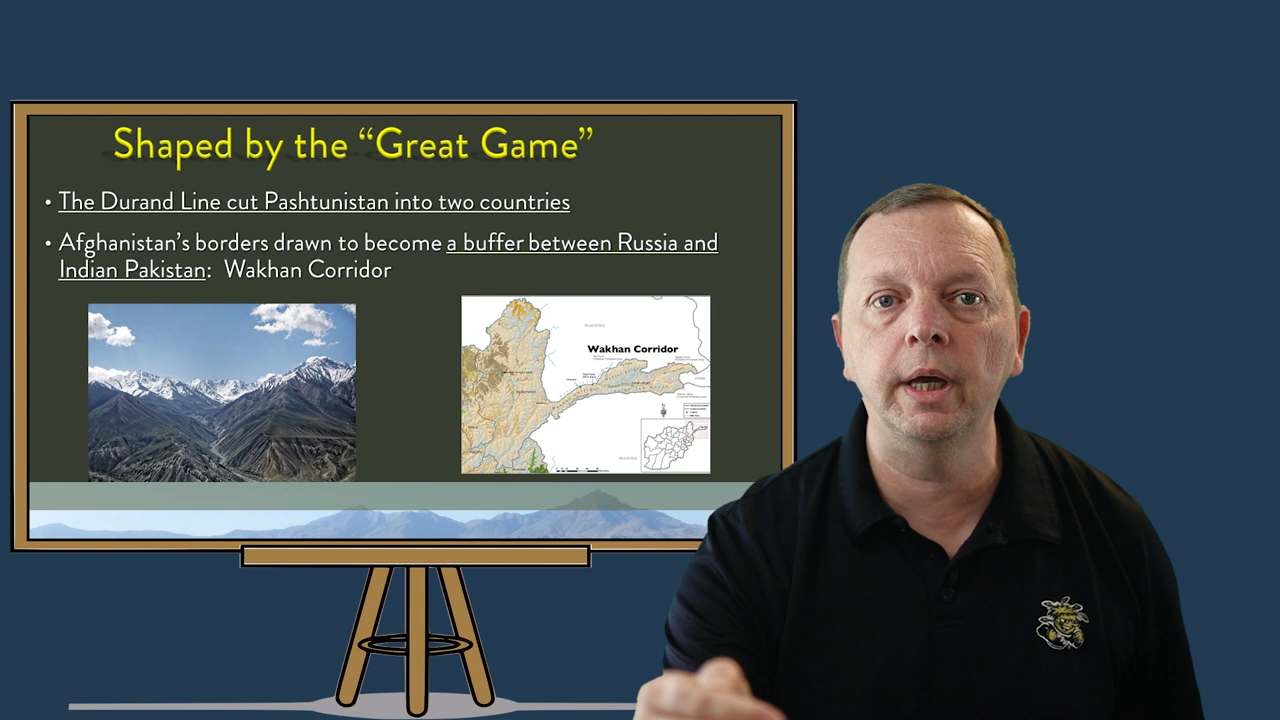 Shaped by the “Great Game”
• The Durand Line cut Pashtunistan into two countries
• Afghanistan’s borders drawn to become a buffer between Russia and
Indian Pakistan: Wakhan Corridor
Wakhan Corridor